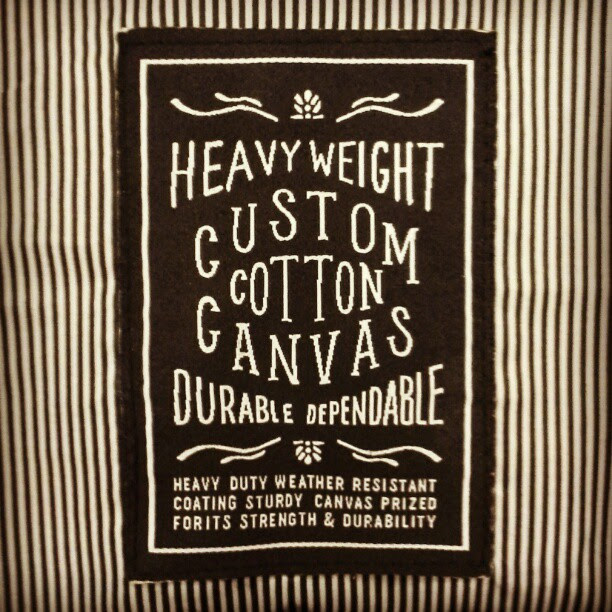 HEAVY WEIGHT
CUSTOM
COTTON
CANVAS
DURABLE DEPENDABLE
HEAVY DUTY WEATHER RESISTANT
COATING STURDY CANVAS PRIZED
FORITS STRENGTH & DURABILITY